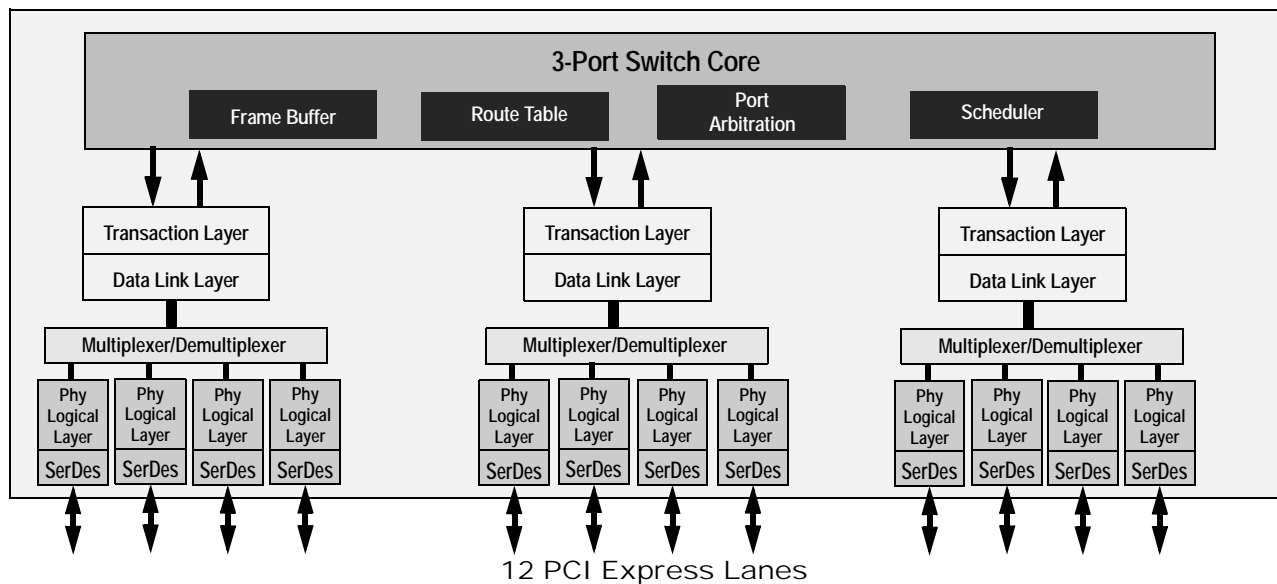 3-Port Switch Core
Frame Buffer
Route Table
Port
Arbitration
Scheduler
Transaction Layer
Data Link Layer
Multiplexer/Demultiplexer
Phy
Logical
Layer
SerDes
Phy
Logical
Layer
SerDes
Phy
Logical
Layer
SerDes
Phy
Logical
Layer
SerDes
Transaction Layer
Data Link Layer
Multiplexer/Demultiplexer
Phy
Logical
Layer
SerDes
Phy
Logical
Layer
SerDes
Phy
Logical
Layer
SerDes
Phy
Logical
Layer
SerDes
Transaction Layer
Data Link Layer
Multiplexer/Demultiplexer
Phy
Logical
Layer
SerDes
Phy
Logical
Layer
SerDes
Phy
Logical
Layer
SerDes
Phy
Logical
Layer
SerDes
12 PCI Express Lanes